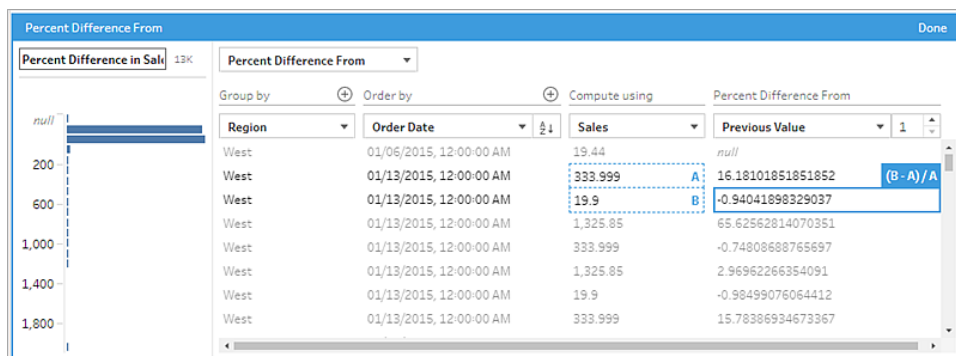 Percent Difference From Done
Percent Difference in Sale 13K
Percent Difference From
Group by Order by Compute using Percent Difference From
Region Order Date Sales Previous Value 1
null
200
600
1,000
1,400
1,800
West 01/06/2015, 12:00:00 AM 19.44 null
West 01/13/2015, 12:00:00 AM 333.999 A 16.18101851851852 (B - A) / A
West 01/13/2015, 12:00:00 AM 19.9 B -0.94041898329037
West 01/13/2015, 12:00:00 AM 1,325.85 65.62562814070351
West 01/13/2015, 12:00:00 AM 333.999 -0.74808688765697
West 01/13/2015, 12:00:00 AM 1,325.85 2.96962266354091
West 01/13/2015, 12:00:00 AM 19.9 -0.98499076064412
West 01/13/2015, 12:00:00 AM 333.999 15.78386934673367